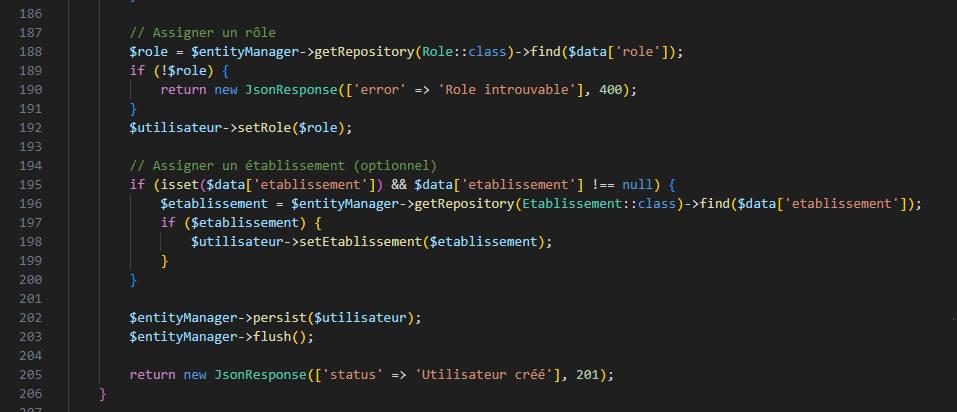 186
187 // Assigner un rôle
188 $role = $entityManager->getRepository(Role::class)->find($data['role']);
189 if (!$role) {
190 return new JsonResponse(['error' => 'Role introuvable'], 400);
191 }
192 $utilisateur->setRole($role);
193
194 // Assigner un établissement (optionnel)
195 if (isset($data['etablissement']) && $data['etablissement'] !== null) {
196 $etablissement = $entityManager->getRepository(Etablissement::class)->find($data['etablissement']);
197 if ($etablissement) {
198 $utilisateur->setEtablissement($etablissement);
199 }
200 }
201
202 $entityManager->persist($utilisateur);
203 $entityManager->flush();
204
205 return new JsonResponse(['status' => 'Utilisateur créé'], 201);
206 }